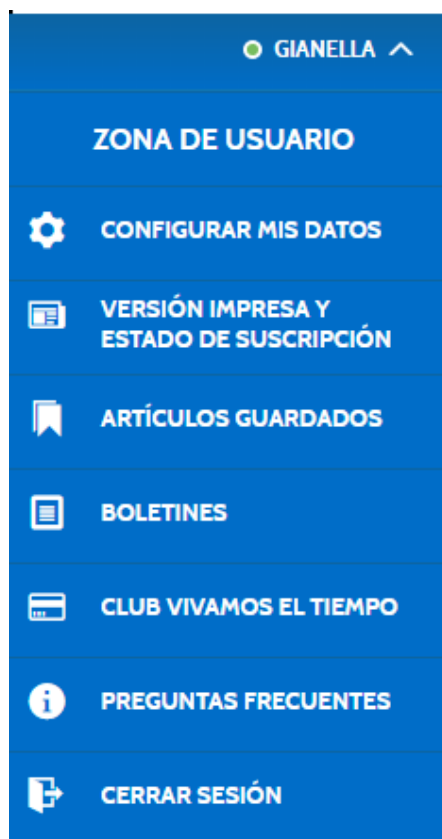 GIANELLA
ZONA DE USUARIO
CONFIGURAR MIS DATOS
VERSIÓN IMPRESA Y
ESTADO DE SUSCRIPCIÓN
ARTÍCULOS GUARDADOS
BOLETINES
CLUB VIVAMOS EL TIEMPO
PREGUNTAS FRECUENTES
CERRAR SESIÓN